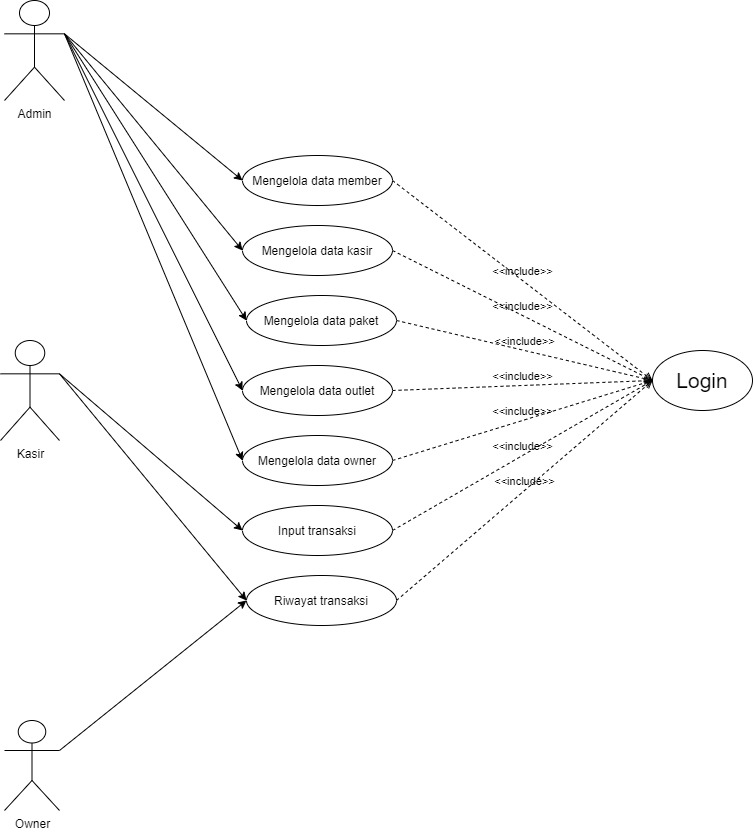 Admin
Mengelola data member
Mengelola data kasir
<<include>>
<<include>>
Mengelola data paket
<<include>>
Kasir
Mengelola data outlet
<<include>>
Login
<<include>>
Mengelola data owner
<<include>>
<<include>>
Input transaksi
Riwayat transaksi
Owner